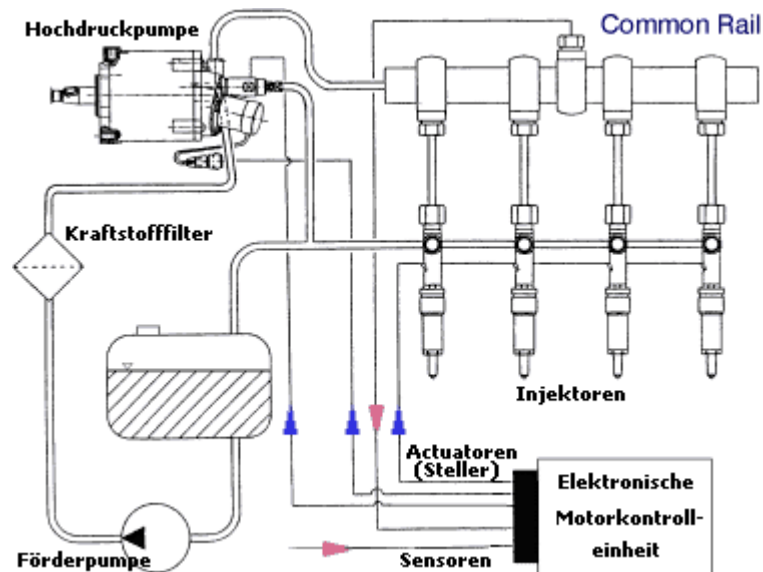 Hochdruckpumpe
Common Rail
Kraftstofffilter
Injektoren
Actuatoren
(Steller)
Elektronische
Motorkontroll-
einheit
Förderpumpe
Sensoren